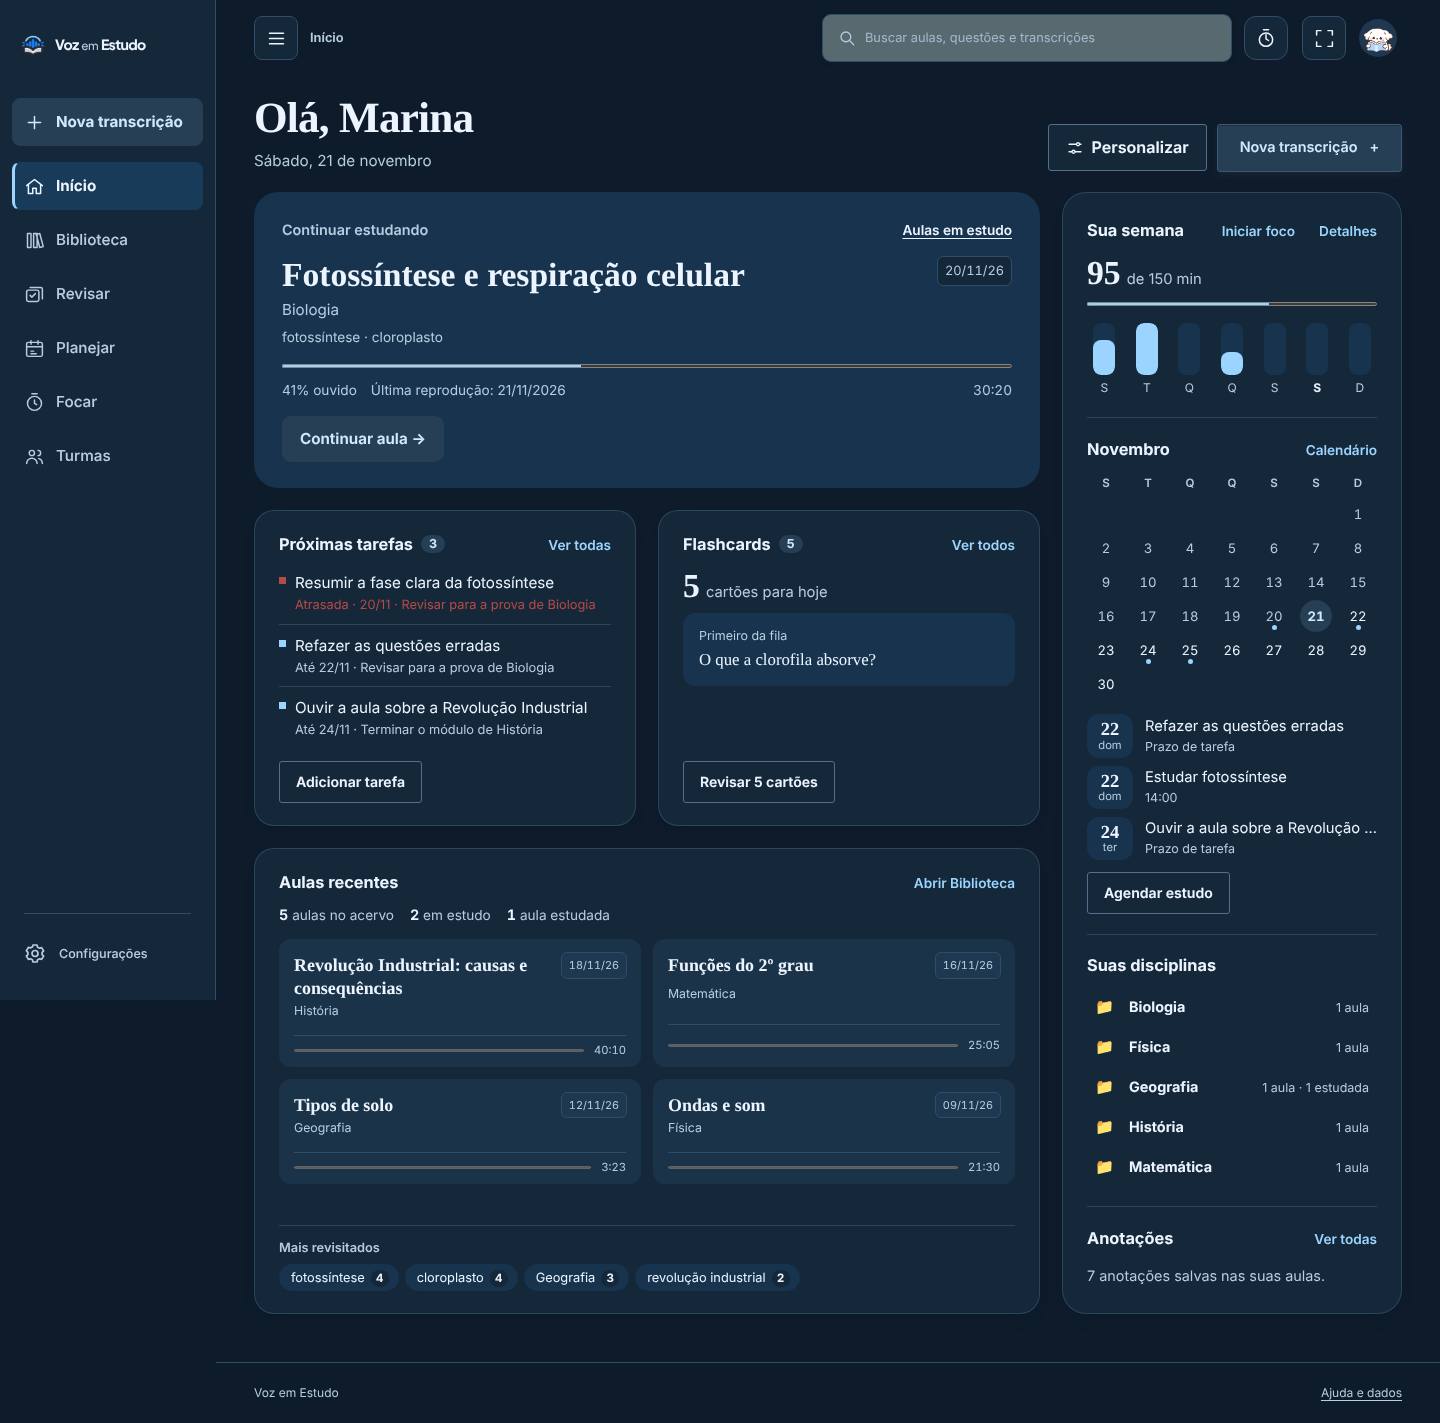 Voz em Estudo
Nova transcrição
Início
Biblioteca
Revisar
Planejar
Focar
Turmas
Configurações
Início
Buscar aulas, questões e transcrições
Olá, Marina
Sábado, 21 de novembro
Personalizar
Nova transcrição +
Continuar estudando
Aulas em estudo
Fotossíntese e respiração celular
20/11/26
Biologia
fotossíntese · cloroplasto
41% ouvido Última reprodução: 21/11/2026
30:20
Continuar aula →
Próximas tarefas 3
Ver todas
Resumir a fase clara da fotossíntese
Atrasada · 20/11 · Revisar para a prova de Biologia
Refazer as questões erradas
Até 22/11 · Revisar para a prova de Biologia
Ouvir a aula sobre a Revolução Industrial
Até 24/11 · Terminar o módulo de História
Adicionar tarefa
Flashcards 5
Ver todos
5 cartões para hoje
Primeiro da fila
O que a clorofila absorve?
Revisar 5 cartões
Aulas recentes
Abrir Biblioteca
5 aulas no acervo 2 em estudo 1 aula estudada
Revolução Industrial: causas e
consequências
18/11/26
História
40:10
Funções do 2º grau
16/11/26
Matemática
25:05
Tipos de solo
12/11/26
Geografia
3:23
Ondas e som
09/11/26
Física
21:30
Mais revisitados
fotossíntese 4 cloroplasto 4 Geografia 3 revolução industrial 2
Sua semana
Iniciar foco
Detalhes
95 de 150 min
S T Q Q S S D
Novembro
Calendário
S T Q Q S S D
1
2 3 4 5 6 7 8
9 10 11 12 13 14 15
16 17 18 19 20 21 22
23 24 25 26 27 28 29
30
22
dom
Refazer as questões erradas
Prazo de tarefa
22
dom
Estudar fotossíntese
14:00
24
ter
Ouvir a aula sobre a Revolução ...
Prazo de tarefa
Agendar estudo
Suas disciplinas
Biologia 1 aula
Física 1 aula
Geografia 1 aula · 1 estudada
História 1 aula
Matemática 1 aula
Anotações
Ver todas
7 anotações salvas nas suas aulas.
Voz em Estudo
Ajuda e dados